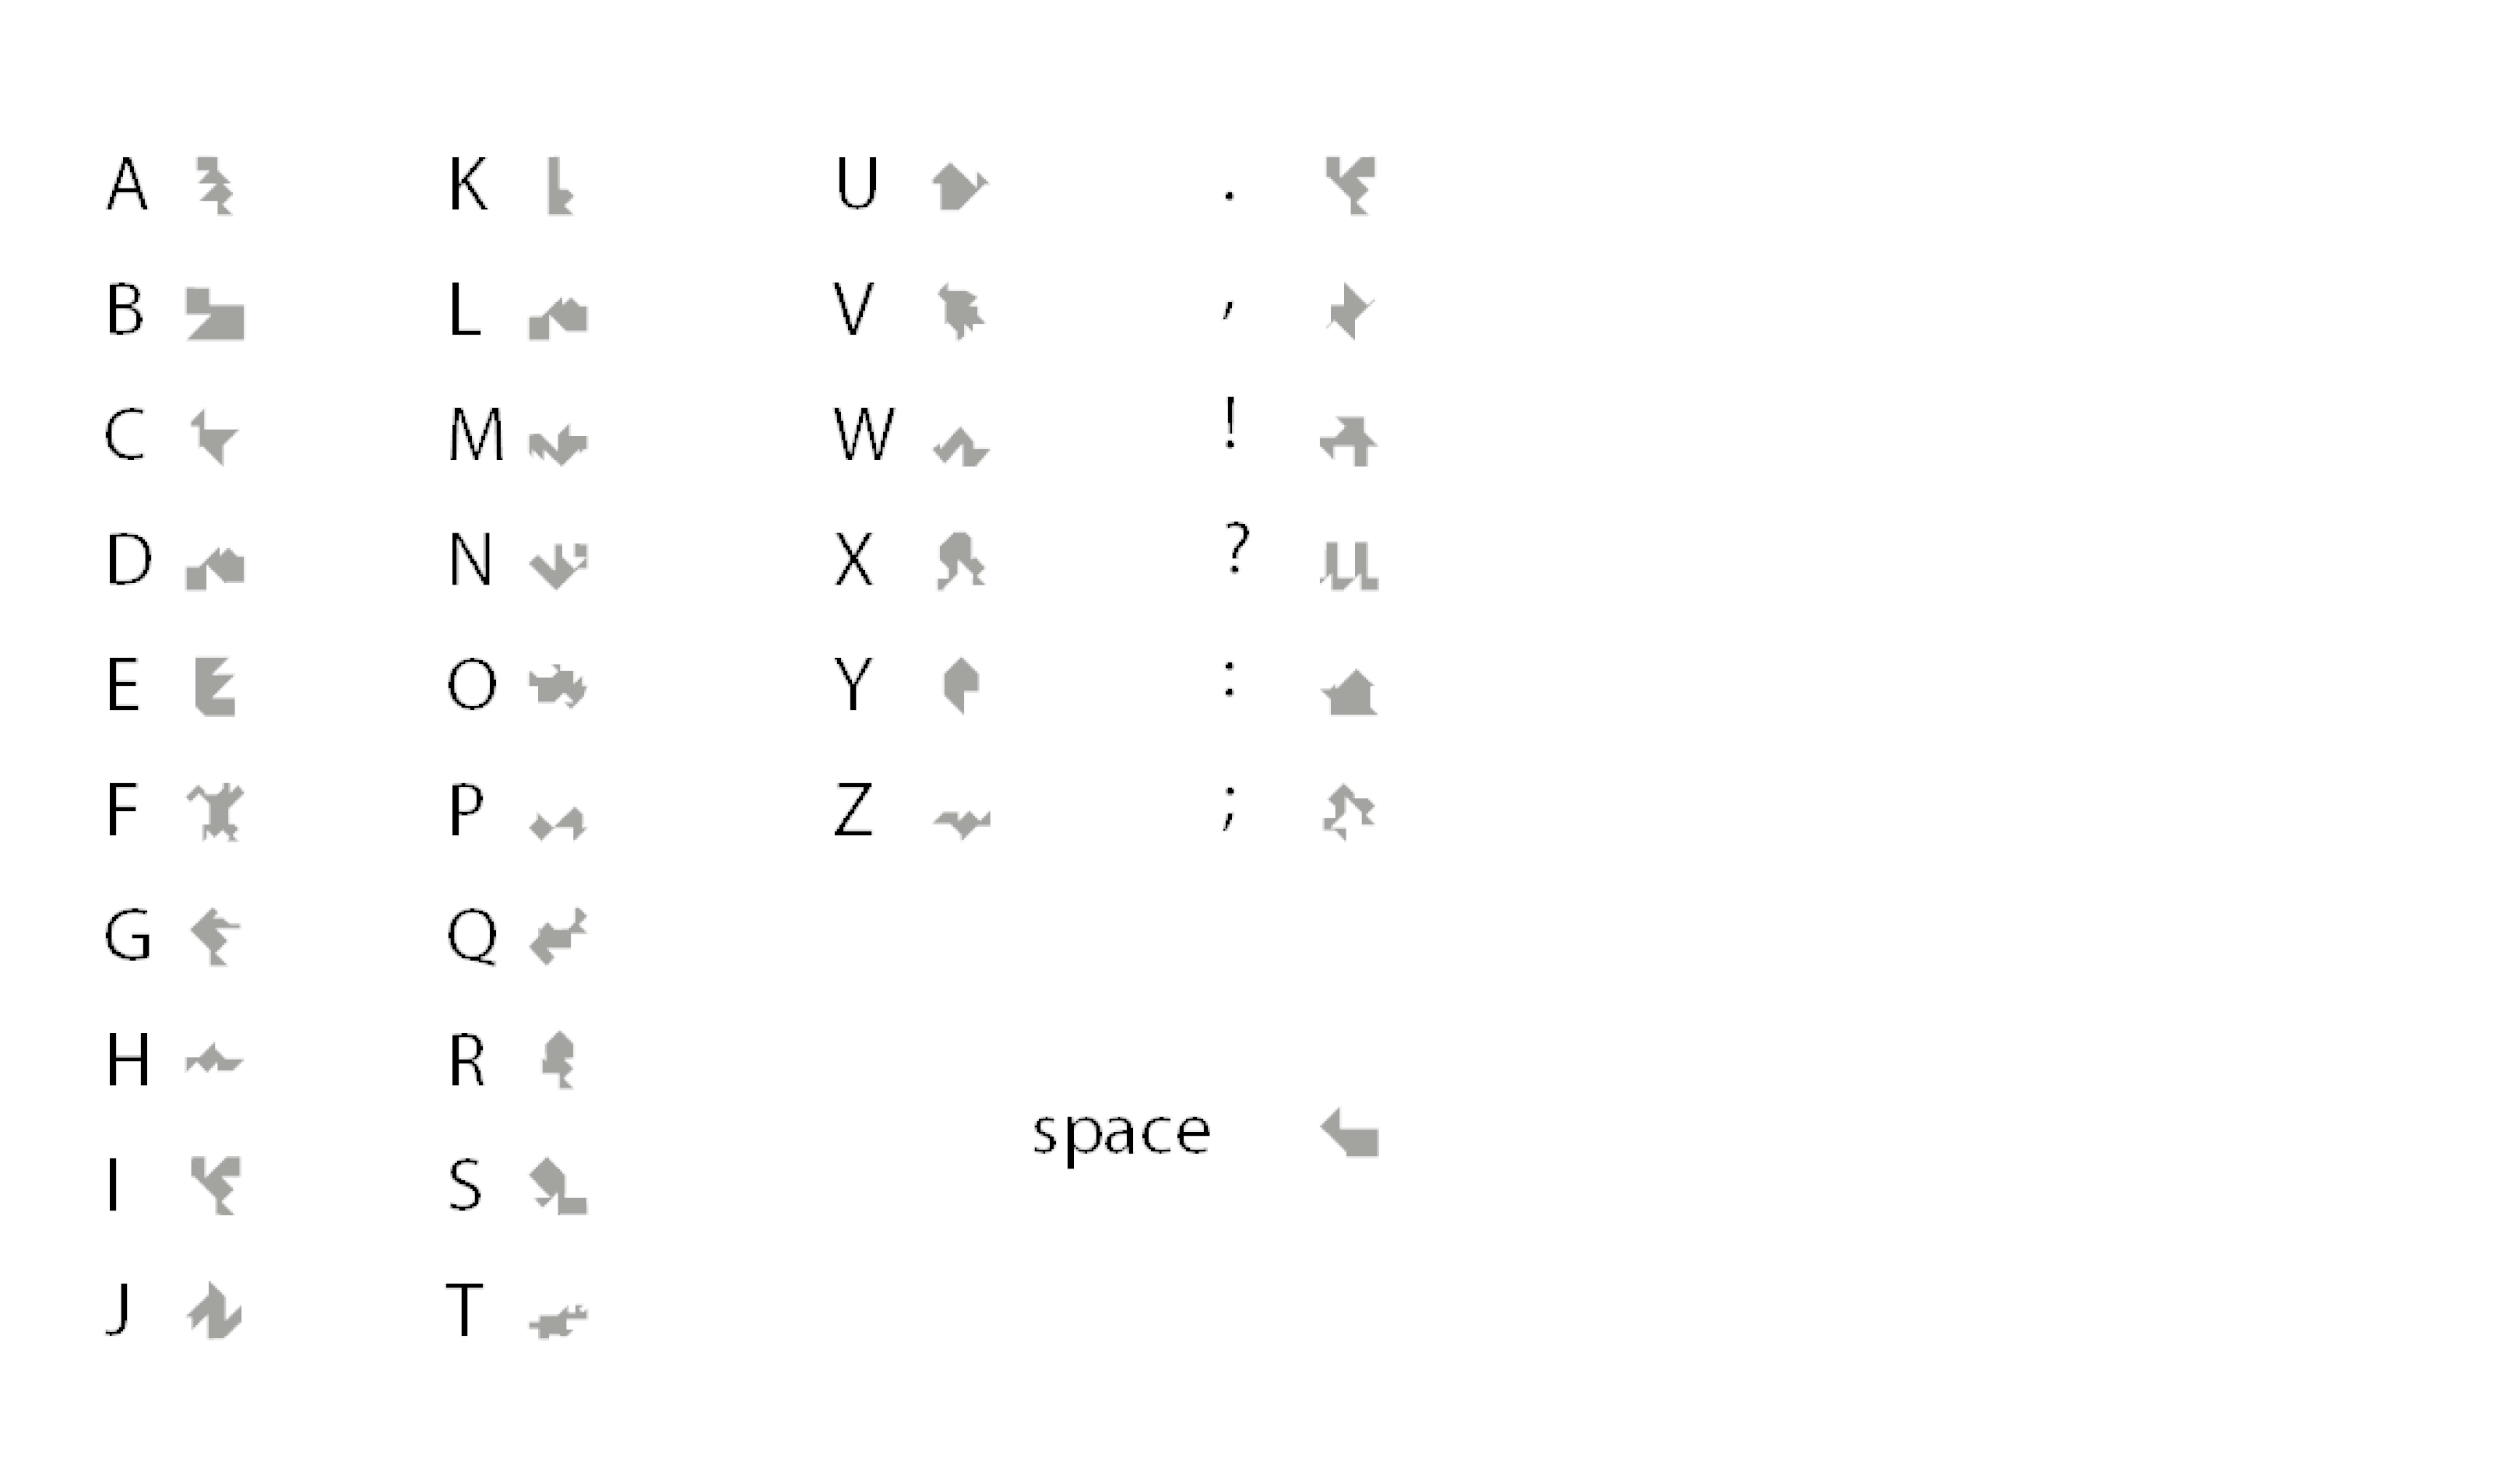 A K U .
B L V ,
C M W !
D N X ?
E O Y :
F P Z ;
G Q
H R
space
I S
J T